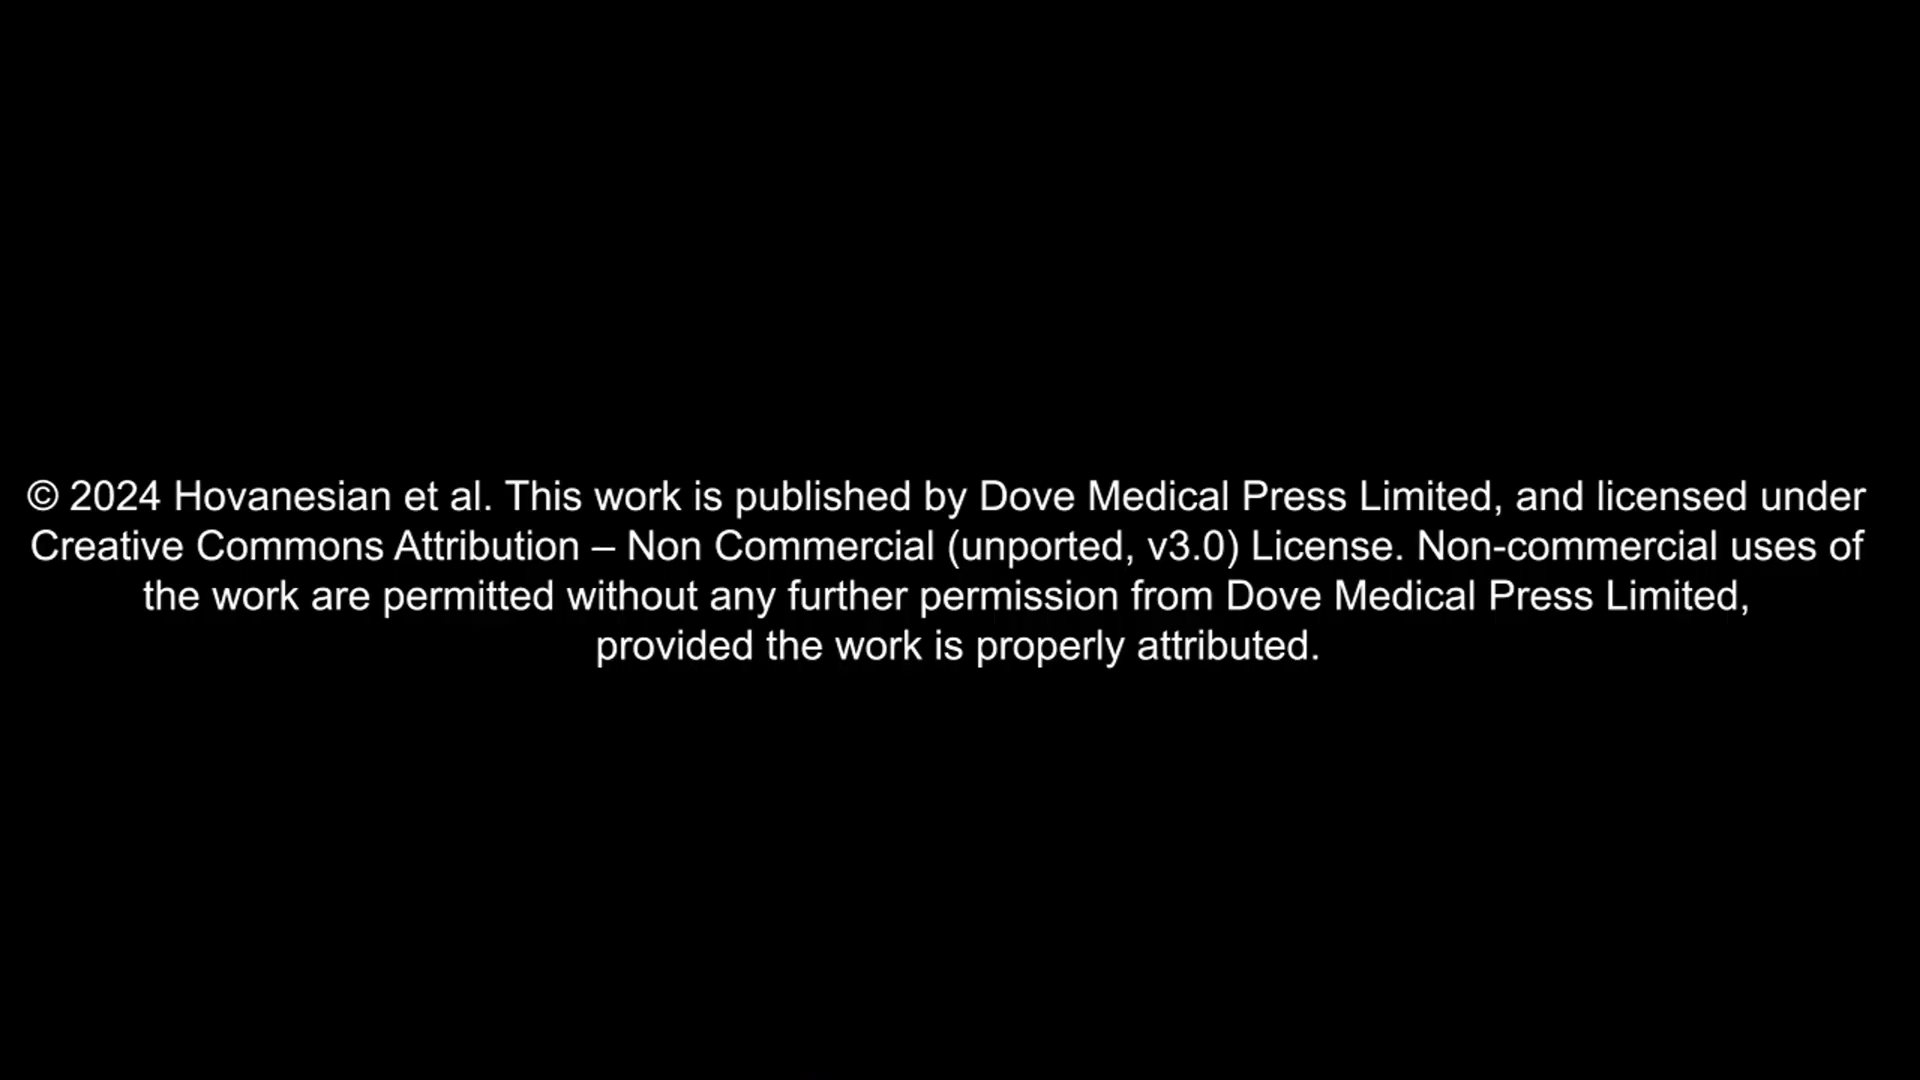 © 2024 Hovanesian et al. This work is published by Dove Medical Press Limited, and licensed under
Creative Commons Attribution – Non Commercial (unported, v3.0) License. Non-commercial uses of
the work are permitted without any further permission from Dove Medical Press Limited,
provided the work is properly attributed.